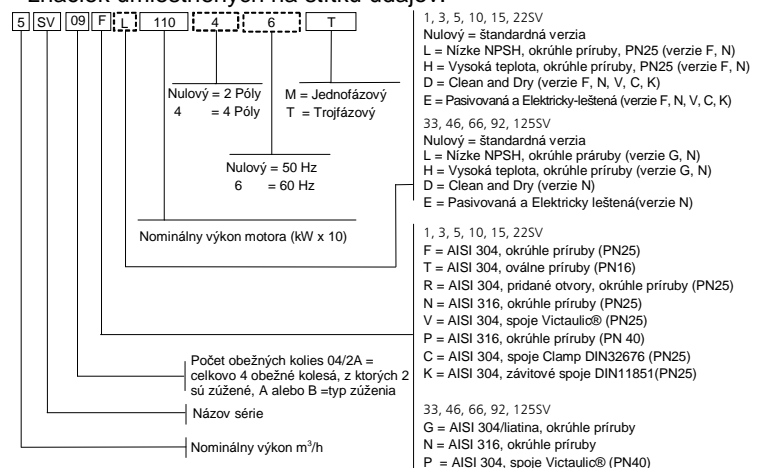 značiek umiestnených na štítku údajov:
5 SV 09 F L 110 4 6 T
Nulový = 2 Póly
4 = 4 Póly
M = Jednofázový
T = Trojfázový
Nulový = 50 Hz
6 = 60 Hz
Nominálny výkon motora (kW x 10)
Počet obežných kolies 04/2A =
celkovo 4 obežné kolesá, z ktorých 2
sú zúžené, A alebo B =typ zúženia
Názov série
Nominálny výkon m³/h
1, 3, 5, 10, 15, 22SV
Nulový = štandardná verzia
L = Nízke NPSH, okrúhle príruby, PN25 (verzie F, N)
H = Vysoká teplota, okrúhle príruby, PN25 (verzie F, N)
D = Clean and Dry (verzie F, N, V, C, K)
E = Pasivovaná a Elektricky-leštená (verzie F, N, V, C, K)
33, 46, 66, 92, 125SV
Nulový = štandardná verzia
L = Nízke NPSH, okrúhle práruby (verzie G, N)
H = Vysoká teplota, okrúhle príruby (verzie G, N)
D = Clean and Dry (verzie N)
E = Pasivovaná a Elektricky leštená(verzie N)
1, 3, 5, 10, 15, 22SV
F = AISI 304, okrúhle príruby (PN25)
T = AISI 304, oválne príruby (PN16)
R = AISI 304, pridané otvory, okrúhle príruby (PN25)
N = AISI 316, okrúhle príruby (PN25)
V = AISI 304, spoje Victaulic® (PN25)
P = AISI 316, okrúhle príruby (PN 40)
C = AISI 304, spoje Clamp DIN32676 (PN25)
K = AISI 304, závitové spoje DIN11851(PN25)
33, 46, 66, 92, 125SV
G = AISI 304/liatina, okrúhle príruby
N = AISI 316, okrúhle príruby
P = AISI 304, spoje Victaulic® (PN40)